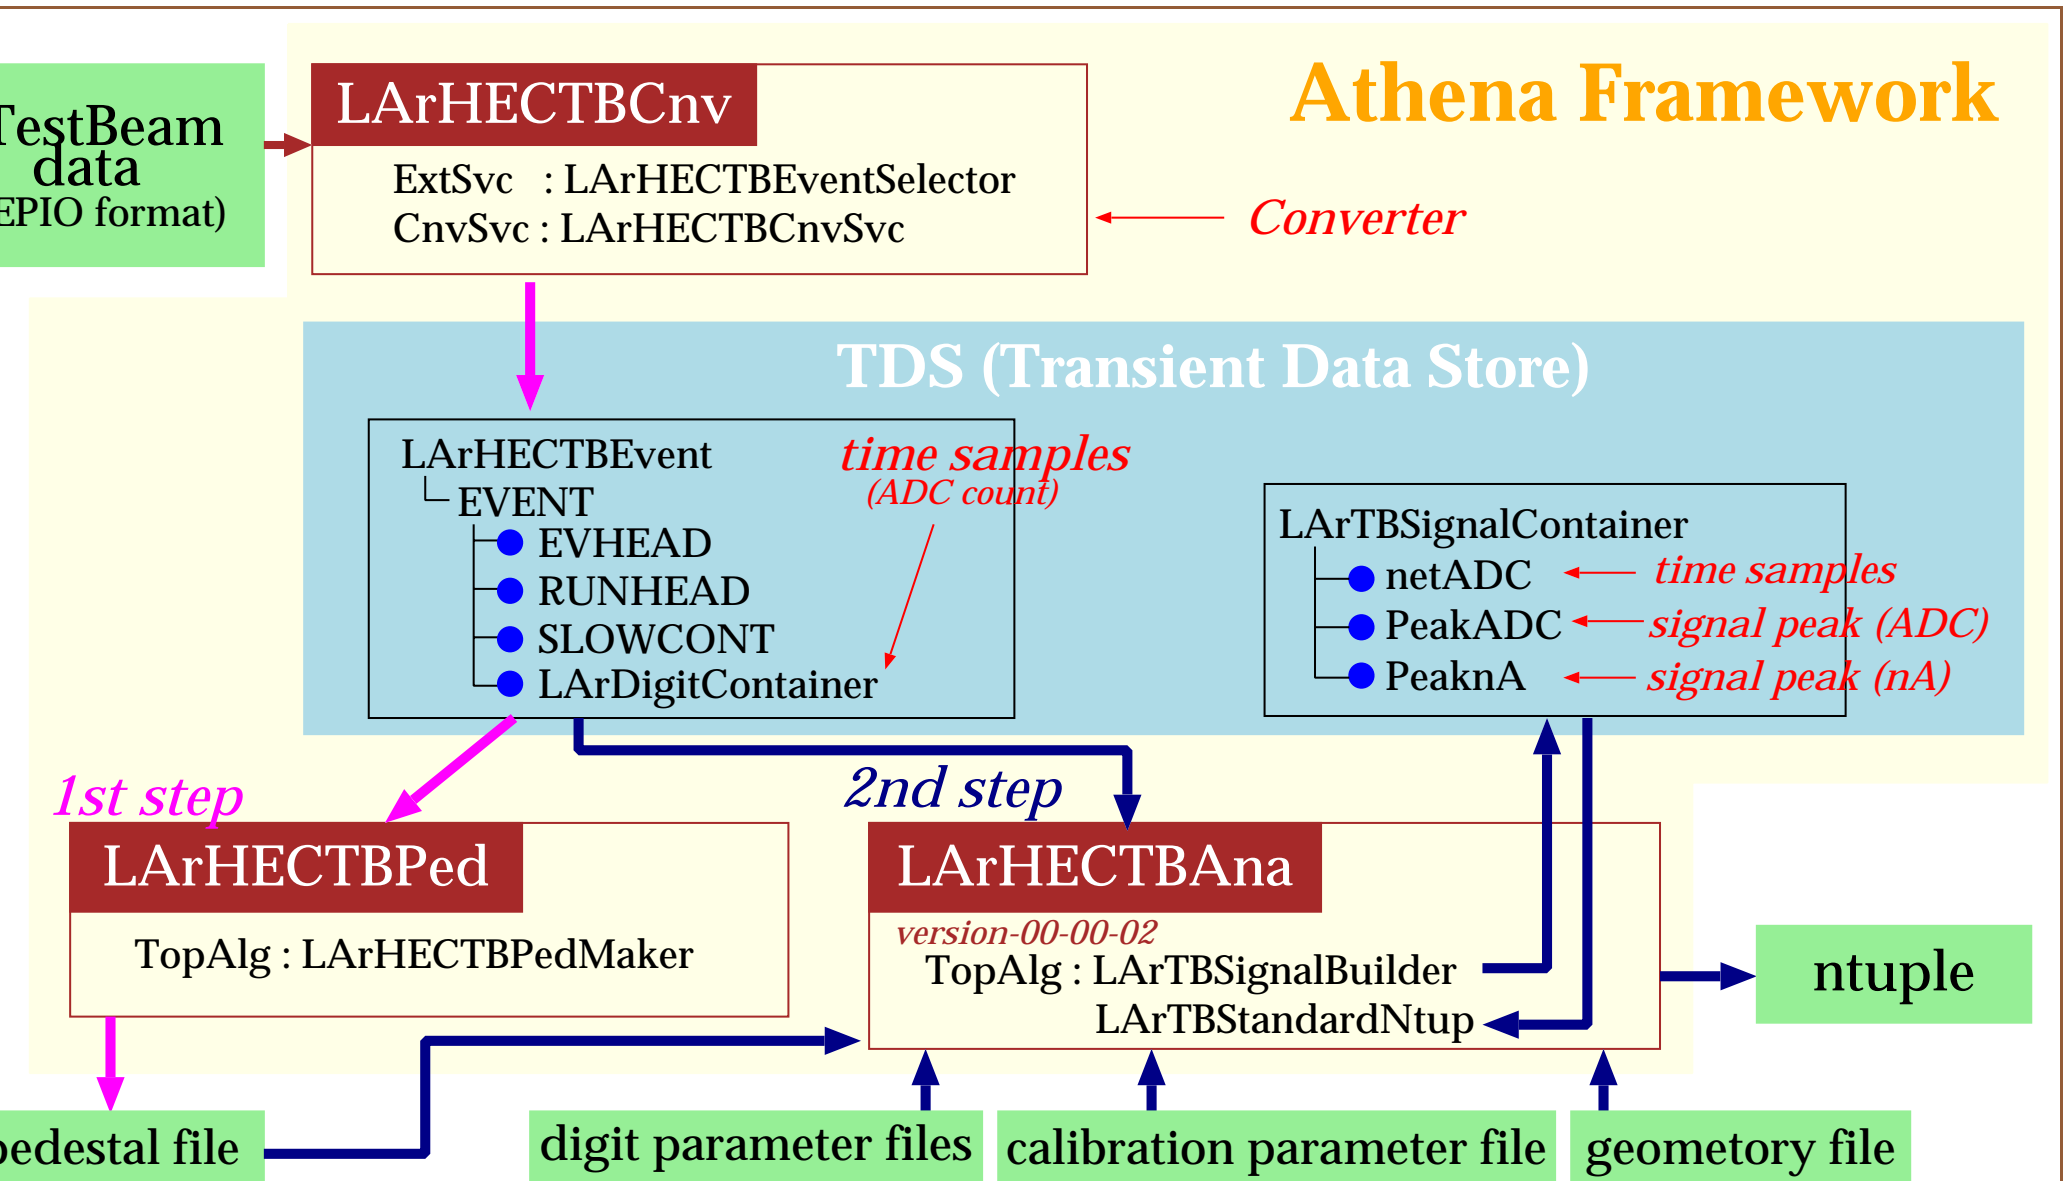 Athena Framework
TestBeam
data
EPIO format)
LArHECTBCnv
ExtSvc : LArHECTBEventSelector
CnvSvc : LArHECTBCnvSvc
Converter
TDS (Transient Data Store)
LArHECTBEvent
EVENT
EVHEAD
RUNHEAD
SLOWCONT
LArDigitContainer
time samples
(ADC count)
LArTBSignalContainer
netADC
time samples
PeakADC
signal peak (ADC)
PeaknA
signal peak (nA)
1st step
2nd step
LArHECTBPed
TopAlg : LArHECTBPedMaker
LArHECTBAna
version-00-00-02
TopAlg : LArTBSignalBuilder
LArTBStandardNtup
ntuple
pedestal file
digit parameter files
calibration parameter file
geometory file